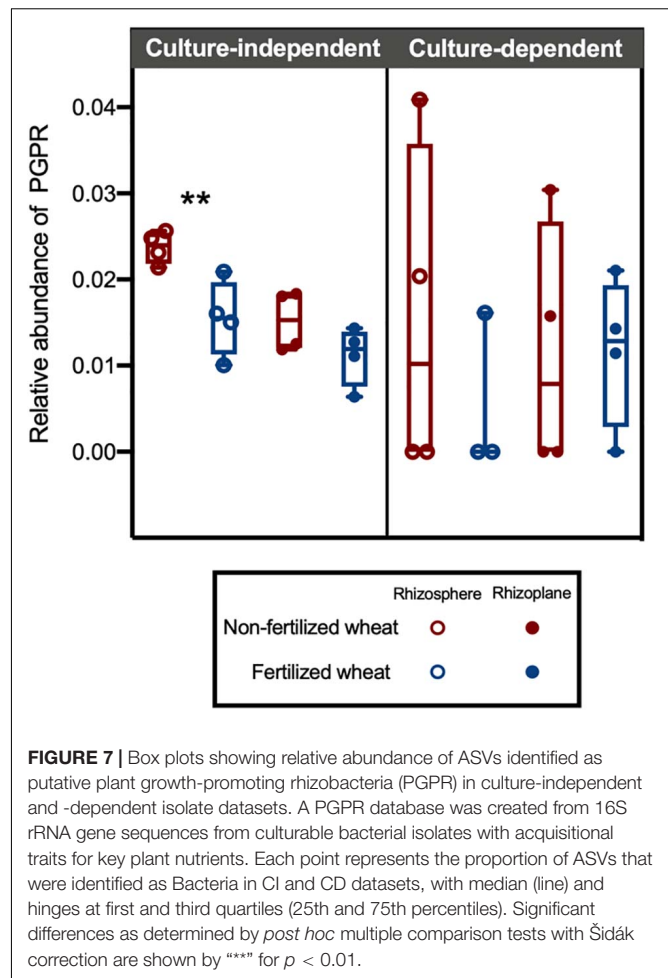 Culture-independent Culture-dependent
Relative abundance of PGPR
0.04
0.03
0.02
0.01
0.00
**
Rhizosphere Rhizoplane
Non-fertilized wheat
Fertilized wheat
FIGURE 7 | Box plots showing relative abundance of ASVs identified as
putative plant growth-promoting rhizobacteria (PGPR) in culture-independent
and -dependent isolate datasets. A PGPR database was created from 16S
rRNA gene sequences from culturable bacterial isolates with acquisitional
traits for key plant nutrients. Each point represents the proportion of ASVs that
were identified as Bacteria in CI and CD datasets, with median (line) and
hinges at first and third quartiles (25th and 75th percentiles). Significant
differences as determined by post hoc multiple comparison tests with Šidák
correction are shown by “**” for p < 0.01.